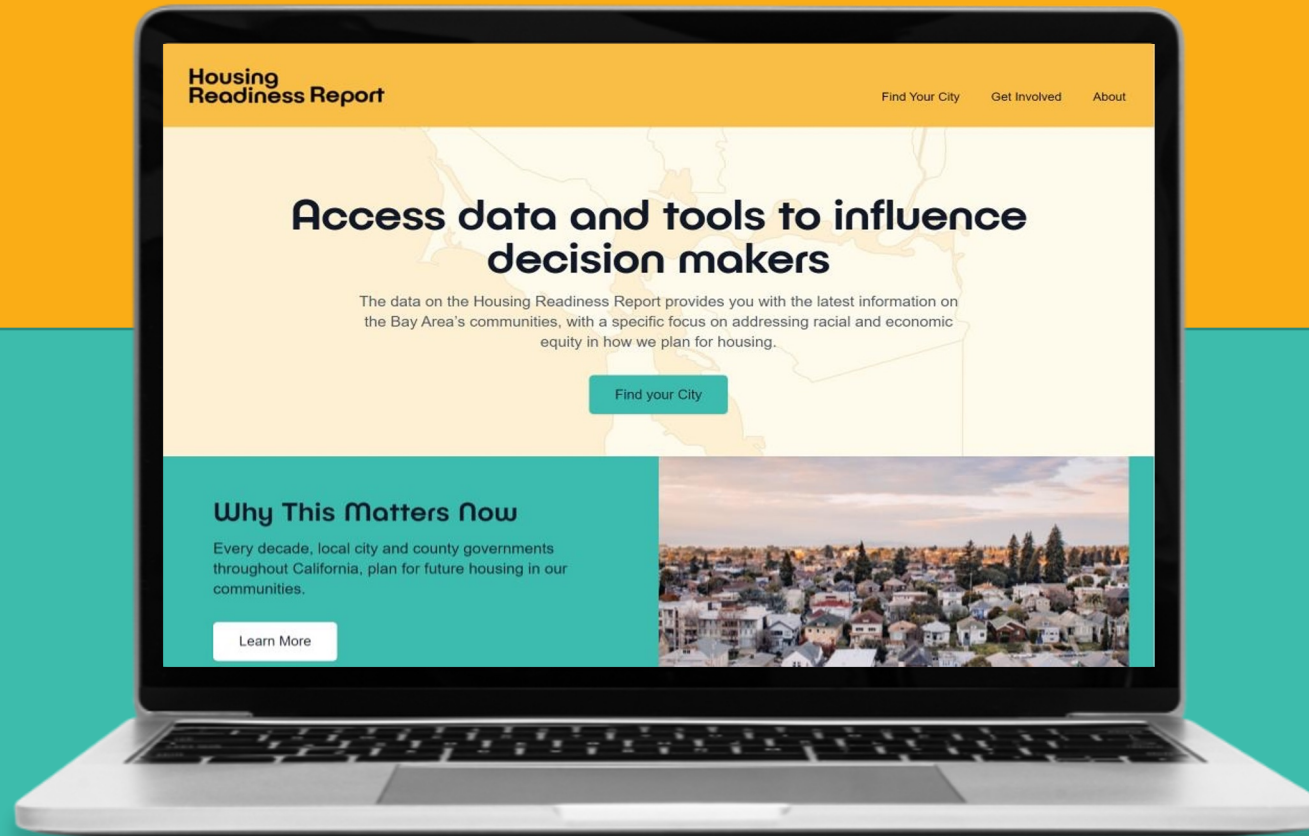 Housing
Readiness Report
Find Your City
Get Involved
About
Access data and tools to influence
decision makers
The data on the Housing Readiness Report provides you with the latest information on
the Bay Area's communities, with a specific focus on addressing racial and economic
equity in how we plan for housing.
Find your City
Why This Matters Now
Every decade, local city and county governments
throughout California, plan for future housing in our
communities.
Learn More